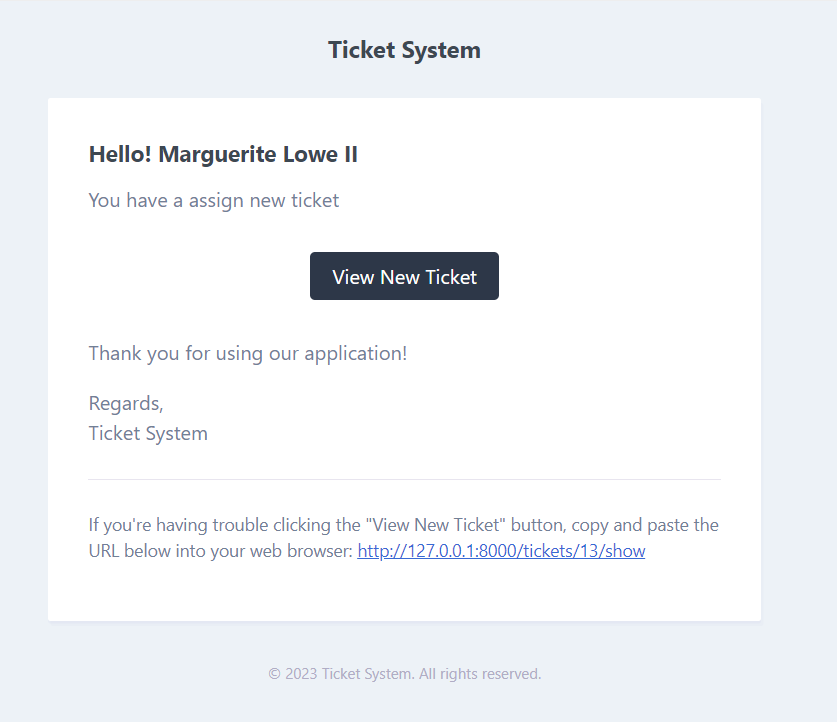 Ticket System
Hello! Marguerite Lowe II
You have a assign new ticket
View New Ticket
Thank you for using our application!
Regards,
Ticket System
If you're having trouble clicking the "View New Ticket" button, copy and paste the
URL below into your web browser: http://127.0.0.1:8000/tickets/13/show
© 2023 Ticket System. All rights reserved.